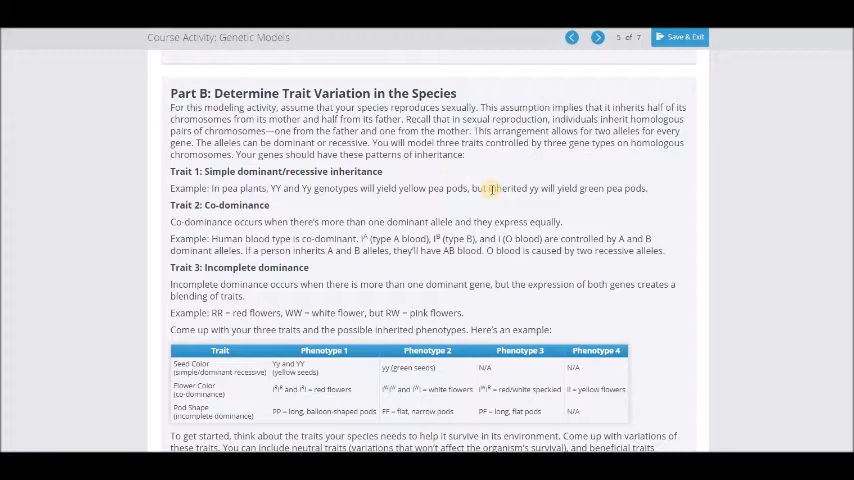 Course Activity: Genetic Models
5 of 7
Save & Exit
Part B: Determine Trait Variation in the Species
For this modeling activity, assume that your species reproduces sexually. This assumption implies that it inherits half of its
chromosomes from its mother and half from its father. Recall that in sexual reproduction, individuals inherit homologous
pairs of chromosomes—one from the father and one from the mother. This arrangement allows for two alleles for every
gene. The alleles can be dominant or recessive. You will model three traits controlled by three gene types on homologous
chromosomes. Your genes should have these patterns of inheritance:
Trait 1: Simple dominant/recessive inheritance
Example: In pea plants, YY and Yy genotypes will yield yellow pea pods, but inherited yy will yield green pea pods.
Trait 2: Co-dominance
Co-dominance occurs when there's more than one dominant allele and they express equally.
Example: Human blood type is co-dominant. Iᴬ (type A blood), Iᴮ (type B), and i (O blood) are controlled by A and B
dominant alleles. If a person inherits A and B alleles, they'll have AB blood. O blood is caused by two recessive alleles.
Trait 3: Incomplete dominance
Incomplete dominance occurs when there is more than one dominant gene, but the expression of both genes creates a
blending of traits.
Example: RR = red flowers, WW = white flower, but RW = pink flowers.
Come up with your three traits and the possible inherited phenotypes. Here's an example:
Trait Phenotype 1 Phenotype 2 Phenotype 3 Phenotype 4
Seed Color
(simple/dominant recessive)
Yy and YY
(yellow seeds)
yy (green seeds)
N/A
N/A
Flower Color
(co-dominance)
= red flowers
= white flowers
= red/white speckled
ii = yellow flowers
Pod Shape
(incomplete dominance)
PP = long, balloon-shaped pods
FF = flat, narrow pods
PF = long, flat pods
N/A
To get started, think about the traits your species needs to help it survive in its environment. Come up with variations of
these traits. You can include neutral traits (variations that won't affect the organism's survival), and beneficial traits